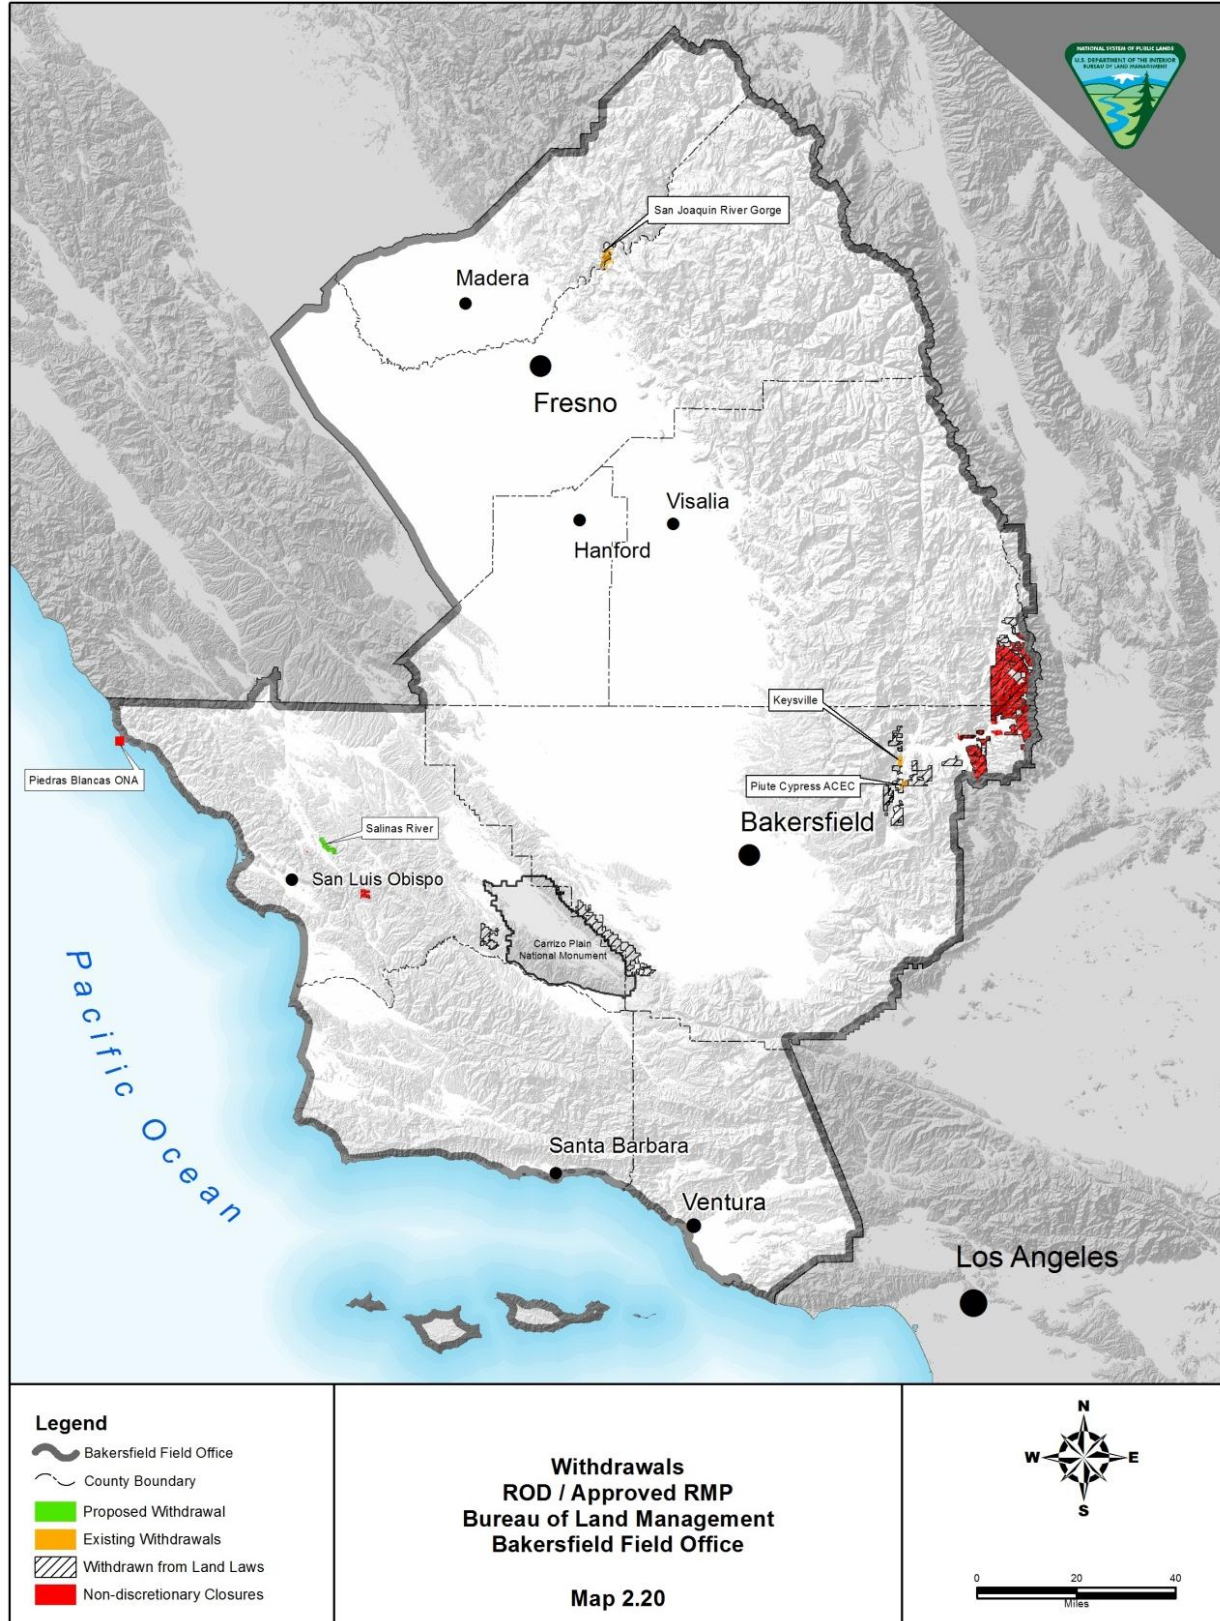 NATIONAL SYSTEM OF PUBLIC LANDS
U.S. DEPARTMENT OF THE INTERIOR
BUREAU OF LAND MANAGEMENT
San Joaquin River Gorge
Madera
Fresno
Visalia
Hanford
Keysville
Piedras Blancas ONA
Piute Cypress ACEC
Bakersfield
Salinas River
San Luis Obispo
Carrizo Plain
National Monument
Pacific Ocean
Santa Barbara
Ventura
Los Angeles
Legend
Bakersfield Field Office
County Boundary
Proposed Withdrawal
Existing Withdrawals
Withdrawn from Land Laws
Non-discretionary Closures
Withdrawals
ROD / Approved RMP
Bureau of Land Management
Bakersfield Field Office
Map 2.20
N
W E
S
0 20 40
Miles